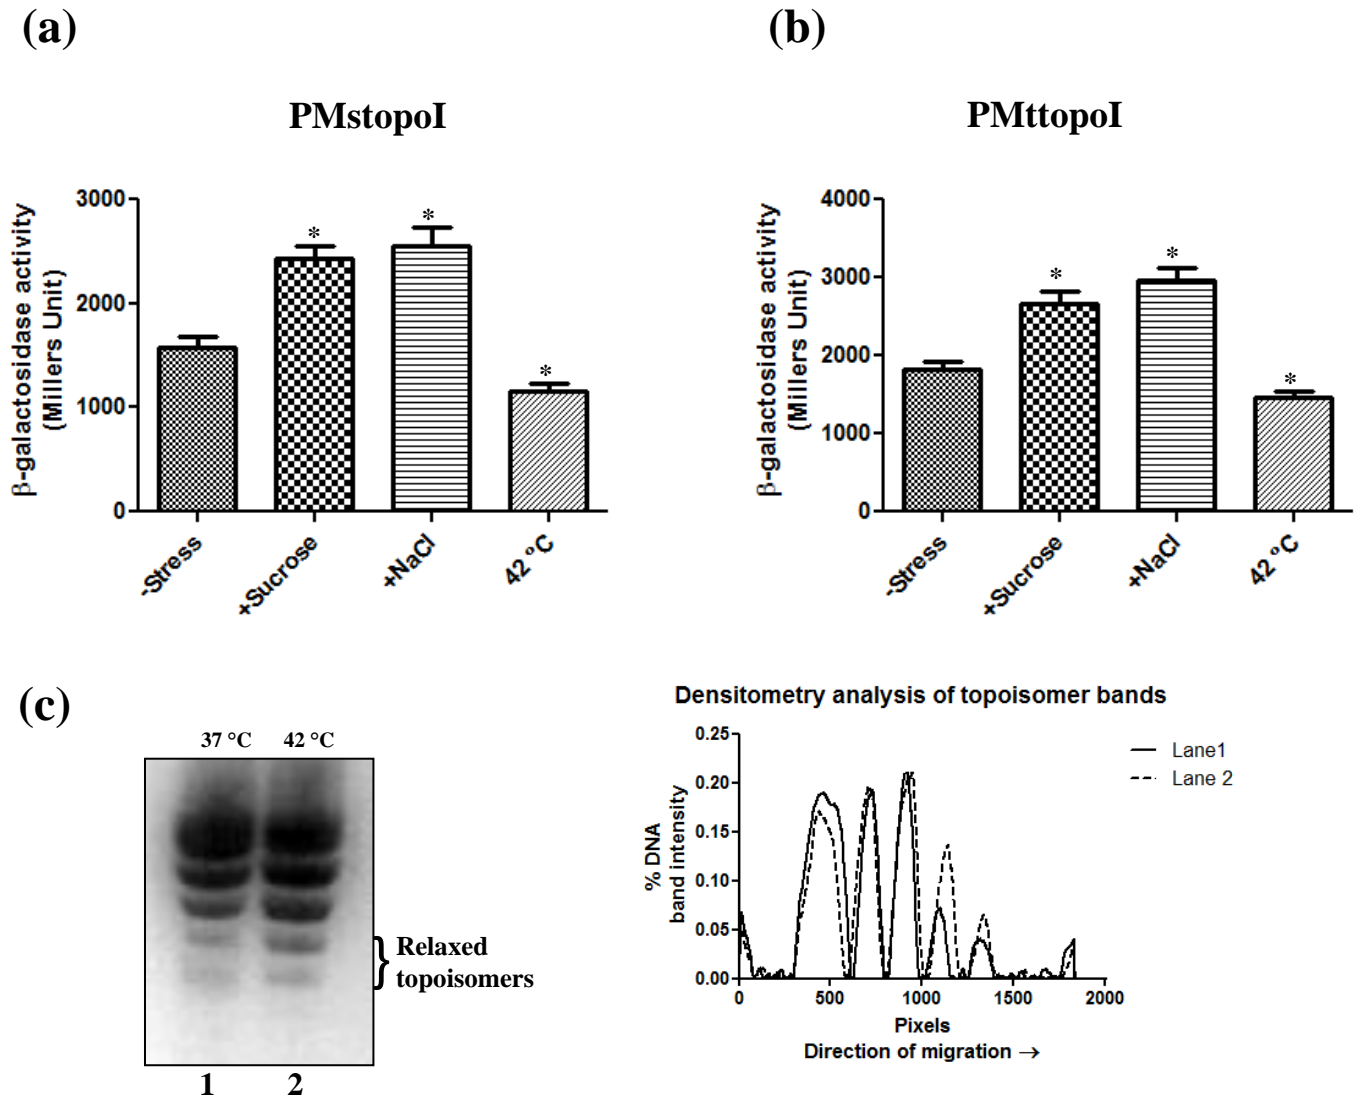 (a)
PMstopoI
β-galactosidase activity
(Millers Unit)
3000
2000
1000
0
*
*
*
-Stress
+Sucrose
+NaCl
42 ºC
(b)
PMttopoI
β-galactosidase activity
(Millers Unit)
4000
3000
2000
1000
0
*
*
*
-Stress
+Sucrose
+NaCl
42 ºC
(c)
37 °C 42 °C
} Relaxed
topoisomers
1 2
Densitometry analysis of topoisomer bands
% DNA
band intensity
0.25
0.20
0.15
0.10
0.05
0.00
0 500 1000 1500 2000
Pixels
Direction of migration →
Lane1
Lane 2